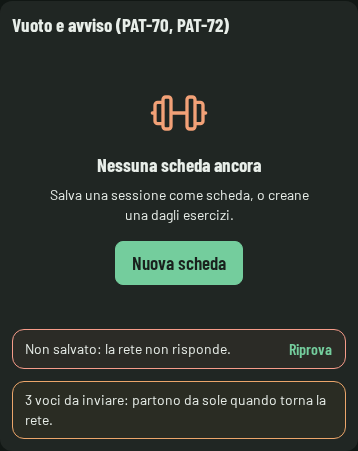 Vuoto e avviso (PAT-70, PAT-72)
Nessuna scheda ancora
Salva una sessione come scheda, o creane
una dagli esercizi.
Nuova scheda
Non salvato: la rete non risponde. Riprova
3 voci da inviare: partono da sole quando torna la
rete.